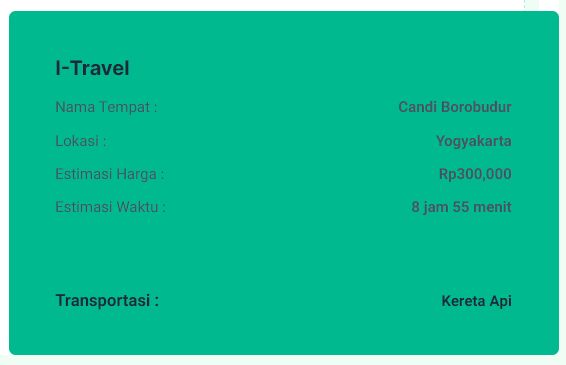 I-Travel
Nama Tempat : Candi Borobudur
Lokasi : Yogyakarta
Estimasi Harga : Rp300,000
Estimasi Waktu : 8 jam 55 menit
Transportasi : Kereta Api